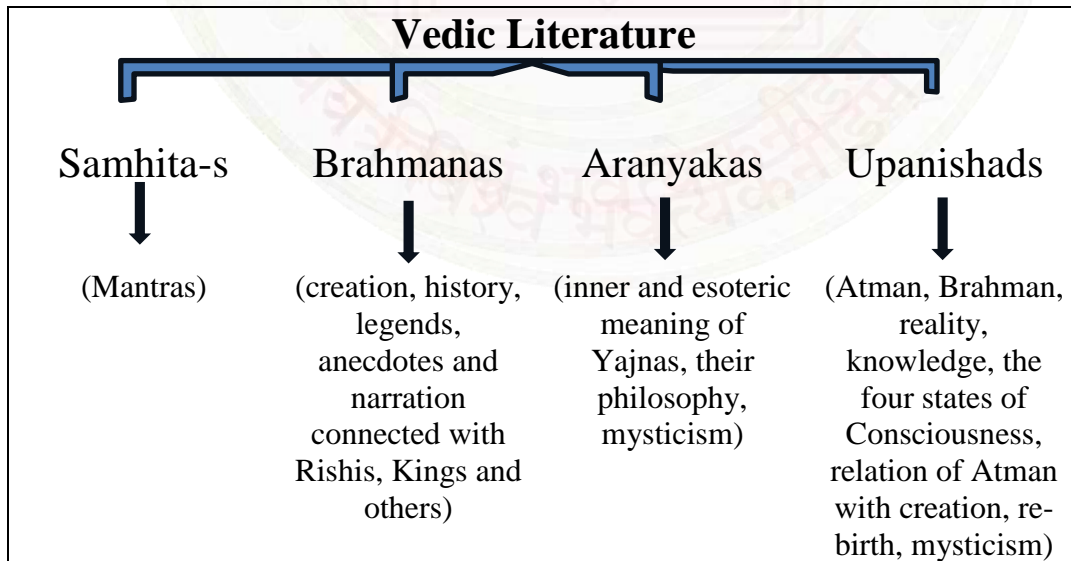 Vedic Literature
Samhita-s
Brahmanas
Aranyakas
Upanishads
(Mantras)
(creation, history,
legends,
anecdotes and
narration
connected with
Rishis, Kings and
others)
(inner and esoteric
meaning of
Yajnas, their
philosophy,
mysticism)
(Atman, Brahman,
reality,
knowledge, the
four states of
Consciousness,
relation of Atman
with creation, re-
birth, mysticism)